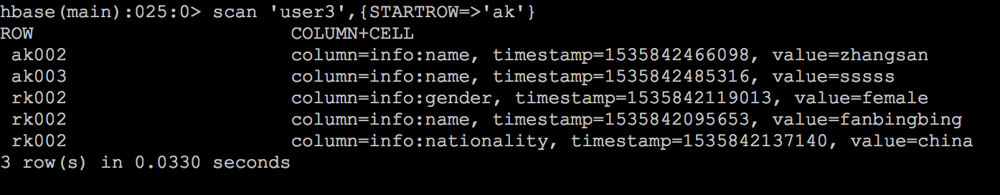 hbase(main):025:0> scan 'user3',{STARTROW=>'ak'}
ROW COLUMN+CELL
ak002 column=info:name, timestamp=1535842466098, value=zhangsan
ak003 column=info:name, timestamp=1535842485316, value=sssss
rk002 column=info:gender, timestamp=1535842119013, value=female
rk002 column=info:name, timestamp=1535842095653, value=fanbingbing
rk002 column=info:nationality, timestamp=1535842137140, value=china
3 row(s) in 0.0330 seconds